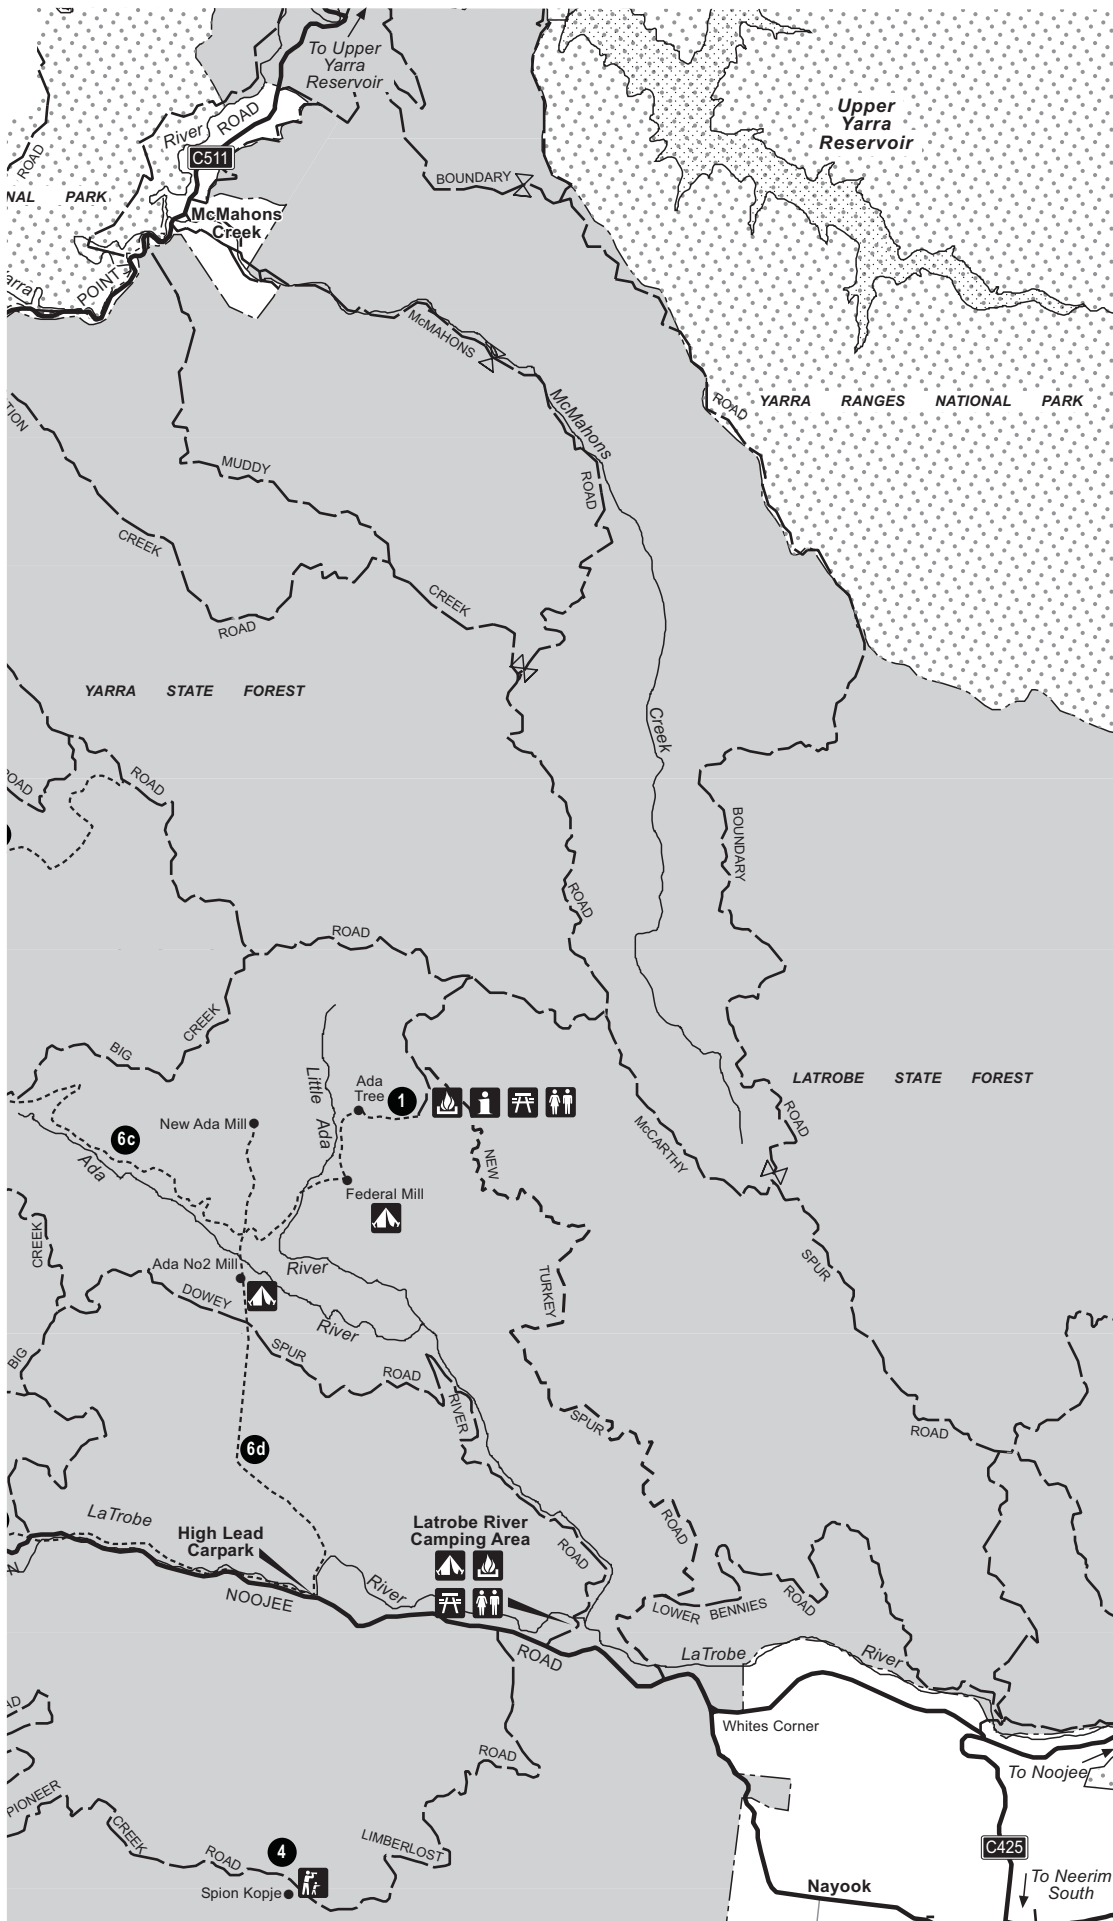 To Upper
Yarra
Reservoir
Upper
Yarra
Reservoir
River
ROAD
C511
ROAD
NAL PARK
BOUNDARY
McMahons
Creek
POINT
McMAHONS
McMahons
ROAD
YARRA RANGES NATIONAL PARK
TION
MUDDY
ROAD
CREEK
CREEK
ROAD
YARRA STATE FOREST
Creek
ROAD
ROAD
BOUNDARY
ROAD
ROAD
CREEK
BIG
LATROBE STATE FOREST
Little Ada
Ada
Tree
1
ROAD
New Ada Mill
6c
McCARTHY
Ada
NEW
Federal Mill
CREEK
SPUR
Ada No2 Mill
River
TURKEY
DOWEY
River
SPUR
BIG
ROAD
RIVER
SPUR
ROAD
6d
LaTrobe
High Lead
Carpark
Latrobe River
Camping Area
ROAD
ROAD
River
NOOJEE
LOWER BENNIES
ROAD
ROAD
LaTrobe
River
Whites Corner
ROAD
To Noojee
PIONEER
CREEK
ROAD
4
LIMBERLOST
C425
Spion Kopje
Nayook
To Neerim
South